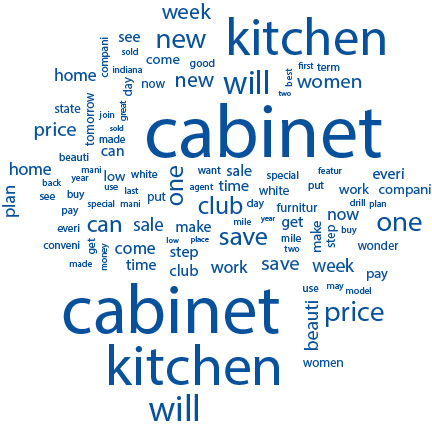 week
kitchen
see
sold
new
compani
come
good
indiana
home
day
now
new
will
first
term
best
women
two
cabinet
state
tomorrow
great
join
sold
price
made
can
beauti
home
mani
year
low
white
one
want
sale
special
featur
everi
back
use
last
agent
time
white
put
work
compani
plan
see
buy
put
special
mani
club
day
furnitur
now
drill
plan
pay
can
sale
make
mile
year
get
make
step
buy
one
everi
save
mile
two
wonder
conveni
get
come
low
place
step
made
money
time
club
work
save
week
pay
cabinet
use
may
model
beauti
price
kitchen
women
will